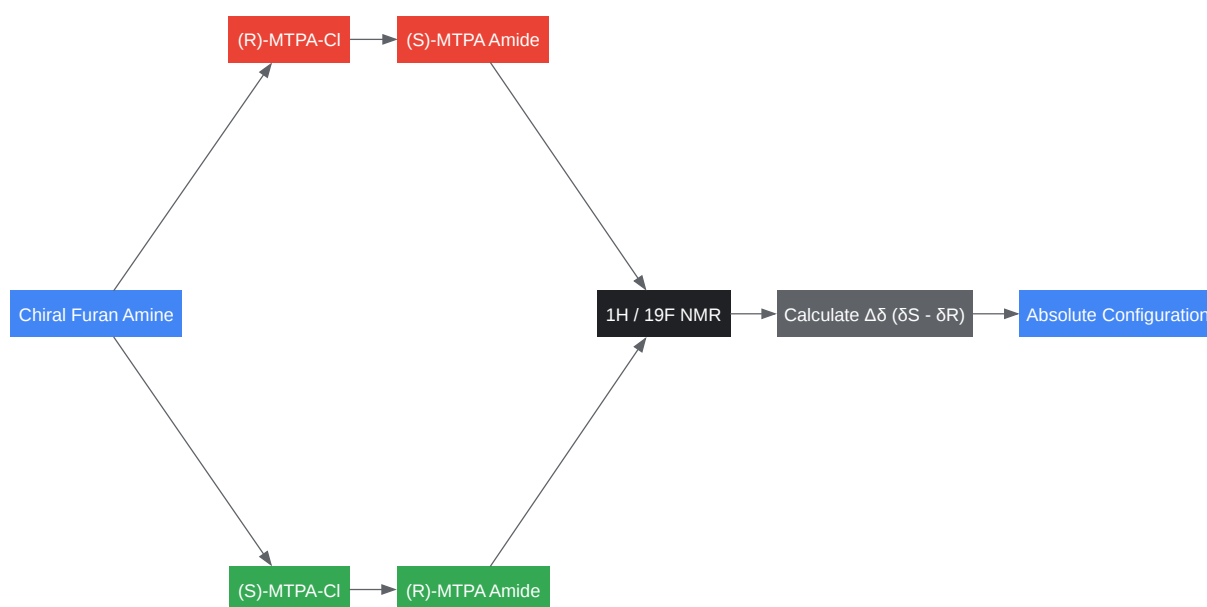 (R)-MTPA-Cl
(S)-MTPA Amide
Chiral Furan Amine
1H / 19F NMR
Calculate Δδ (δS - δR)
Absolute Configuration
(S)-MTPA-Cl
(R)-MTPA Amide